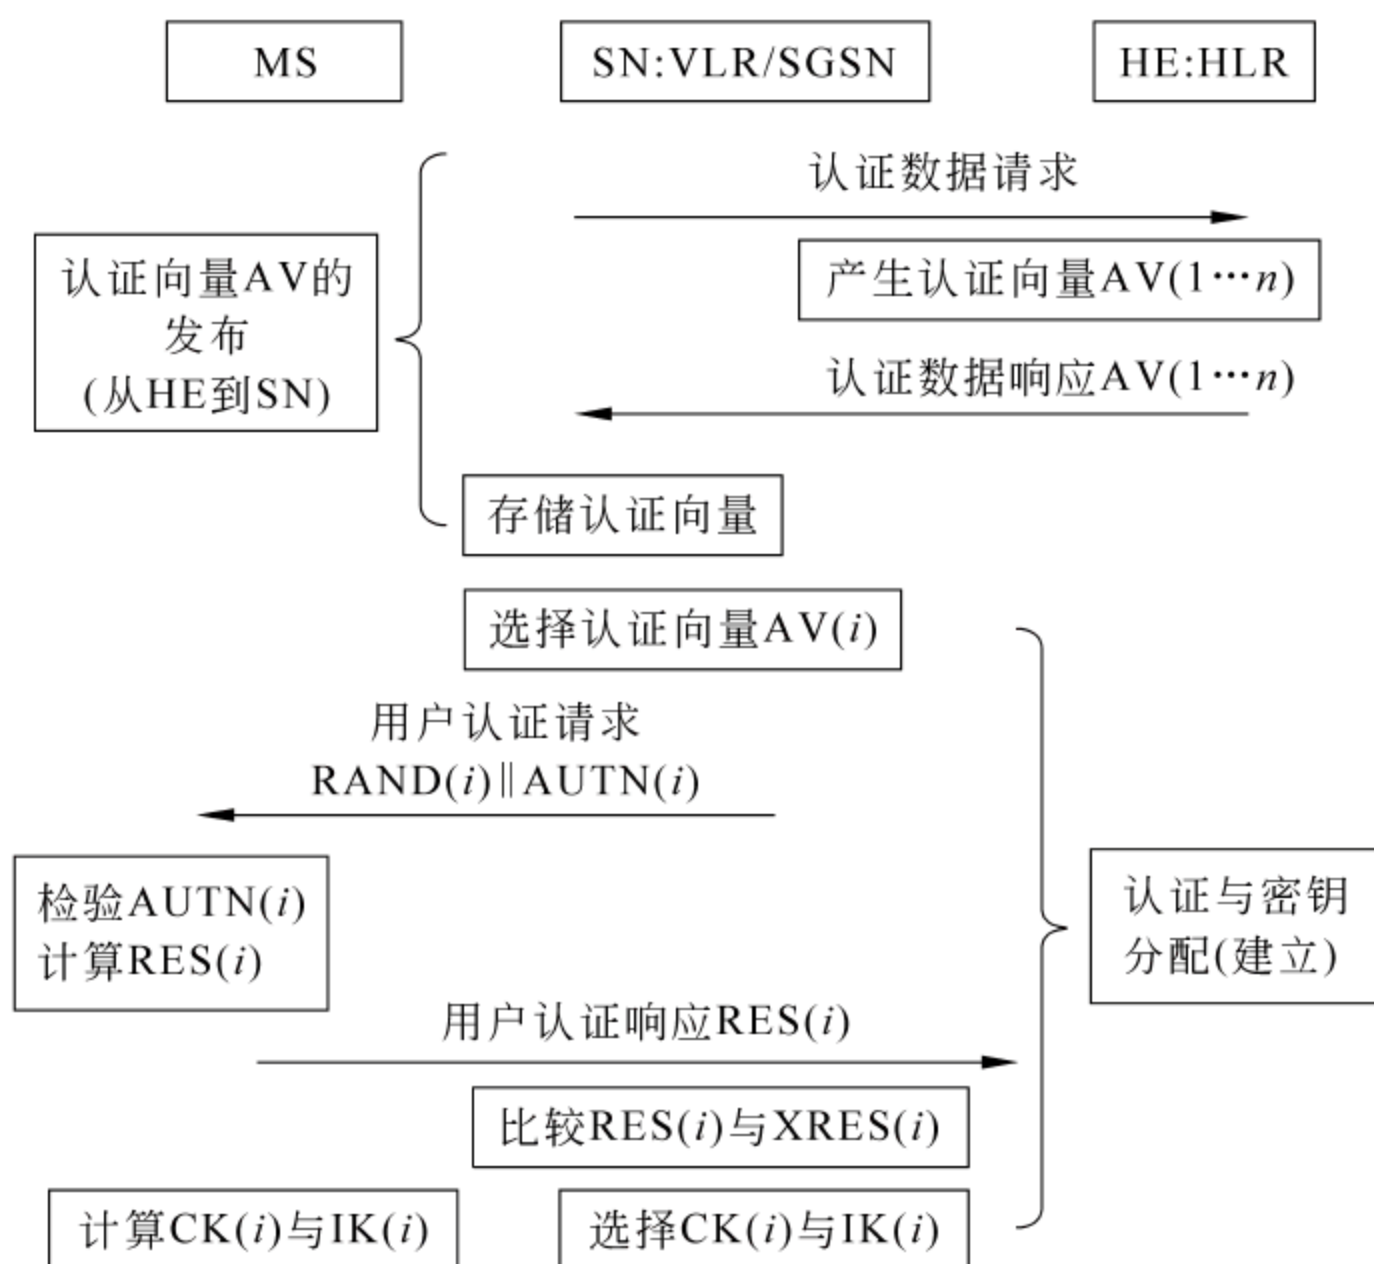 MS
SN:VLR/SGSN
HE:HLR
认证数据请求
认证向量AV的
发布
(从HE到SN)
产生认证向量AV(1…n)
认证数据响应AV(1…n)
存储认证向量
选择认证向量AV(i)
用户认证请求
RAND(i)‖AUTN(i)
检验AUTN(i)
计算RES(i)
认证与密钥
分配(建立)
用户认证响应RES(i)
比较RES(i)与XRES(i)
计算CK(i)与IK(i)
选择CK(i)与IK(i)